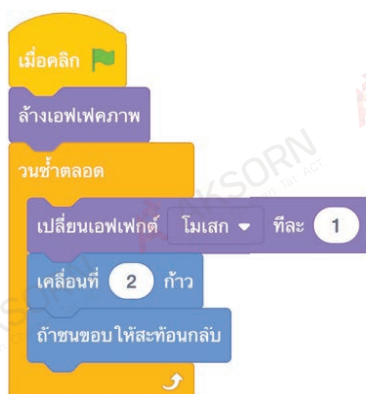 เมื่อคลิก
ล้างเอฟเฟคภาพ
วนซ้ำตลอด
เปลี่ยนเอฟเฟกต์ โมเสก ทีละ 1
เคลื่อนที่ 2 ก้าว
ถ้าชนขอบ ให้สะท้อนกลับ
AKSORN